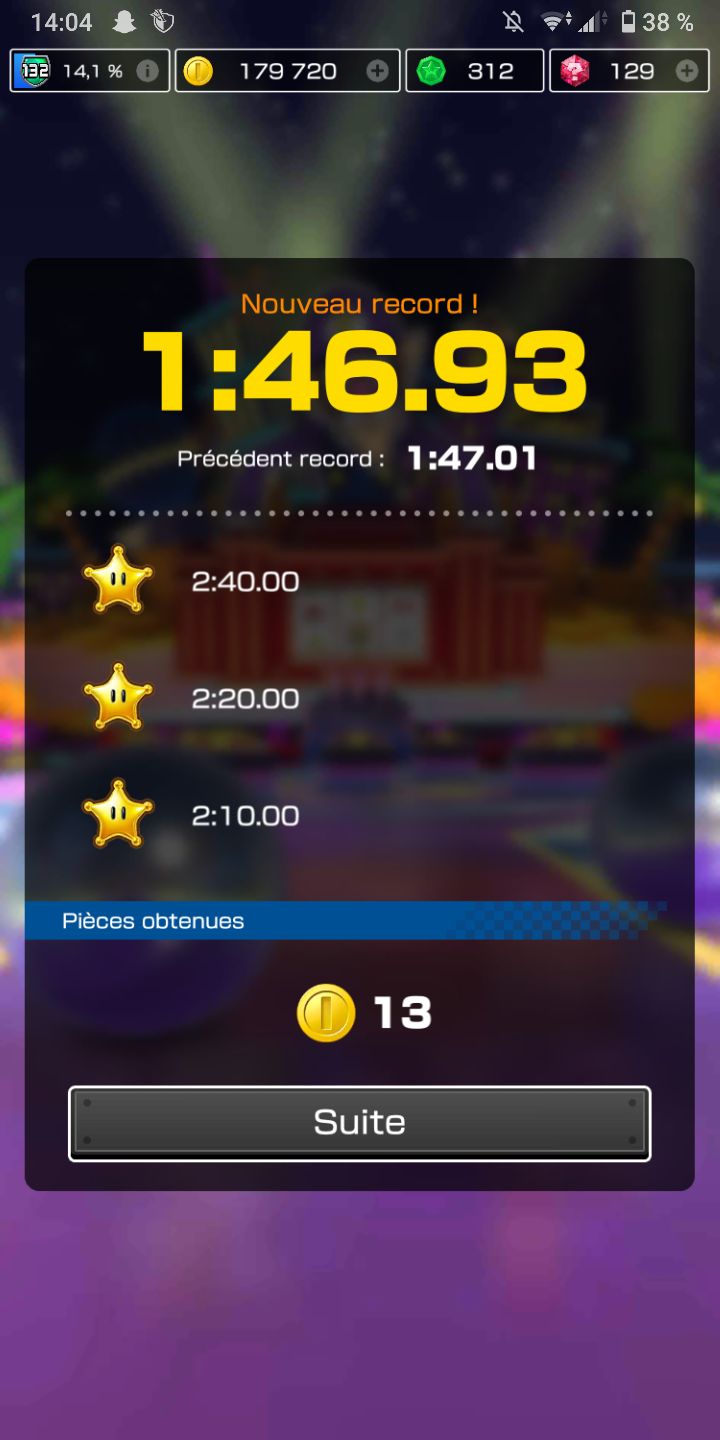 14:04 38 %
132 14,1 % i 179 720 + 312 129 +
Nouveau record !
1:46.93
Précédent record : 1:47.01
2:40.00
2:20.00
2:10.00
Pièces obtenues
13
Suite